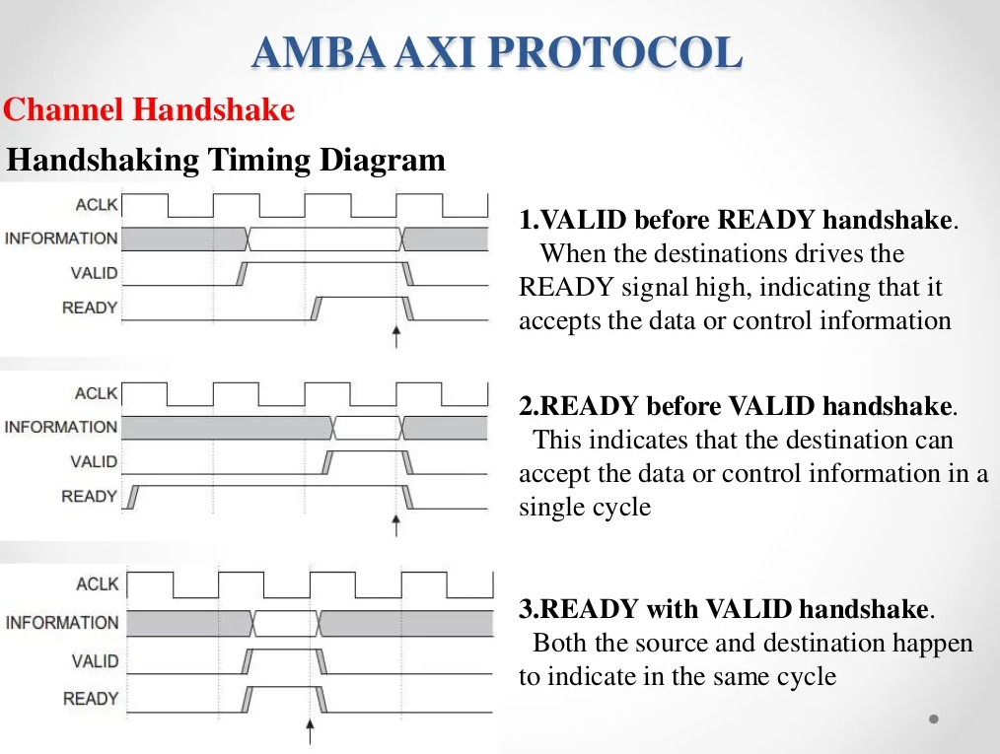 AMBA AXI PROTOCOL
Channel Handshake
Handshaking Timing Diagram
ACLK
INFORMATION
VALID
READY
1.VALID before READY handshake.
When the destinations drives the
READY signal high, indicating that it
accepts the data or control information
ACLK
INFORMATION
VALID
READY
2.READY before VALID handshake.
This indicates that the destination can
accept the data or control information in a
single cycle
ACLK
INFORMATION
VALID
READY
3.READY with VALID handshake.
Both the source and destination happen
to indicate in the same cycle